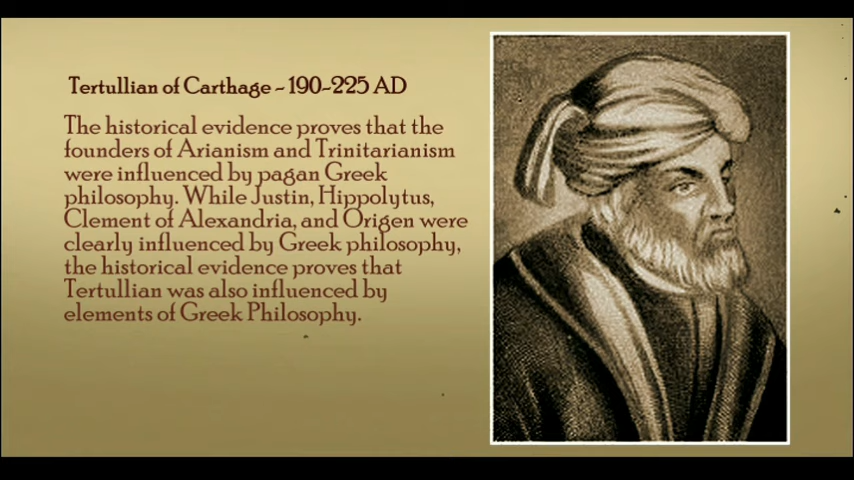 Tertullian of Carthage - 190-225 AD
The historical evidence proves that the
founders of Arianism and Trinitarianism
were influenced by pagan Greek
philosophy. While Justin, Hippolytus,
Clement of Alexandria, and Origen were
clearly influenced by Greek philosophy,
the historical evidence proves that
Tertullian was also influenced by
elements of Greek Philosophy.